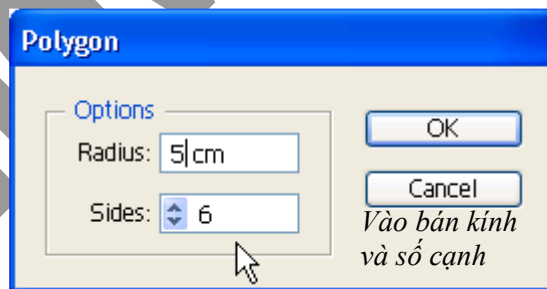 Polygon
Options
Radius: 5 cm
Sides: 6
OK
Cancel
Vào bán kính
và số cạnh